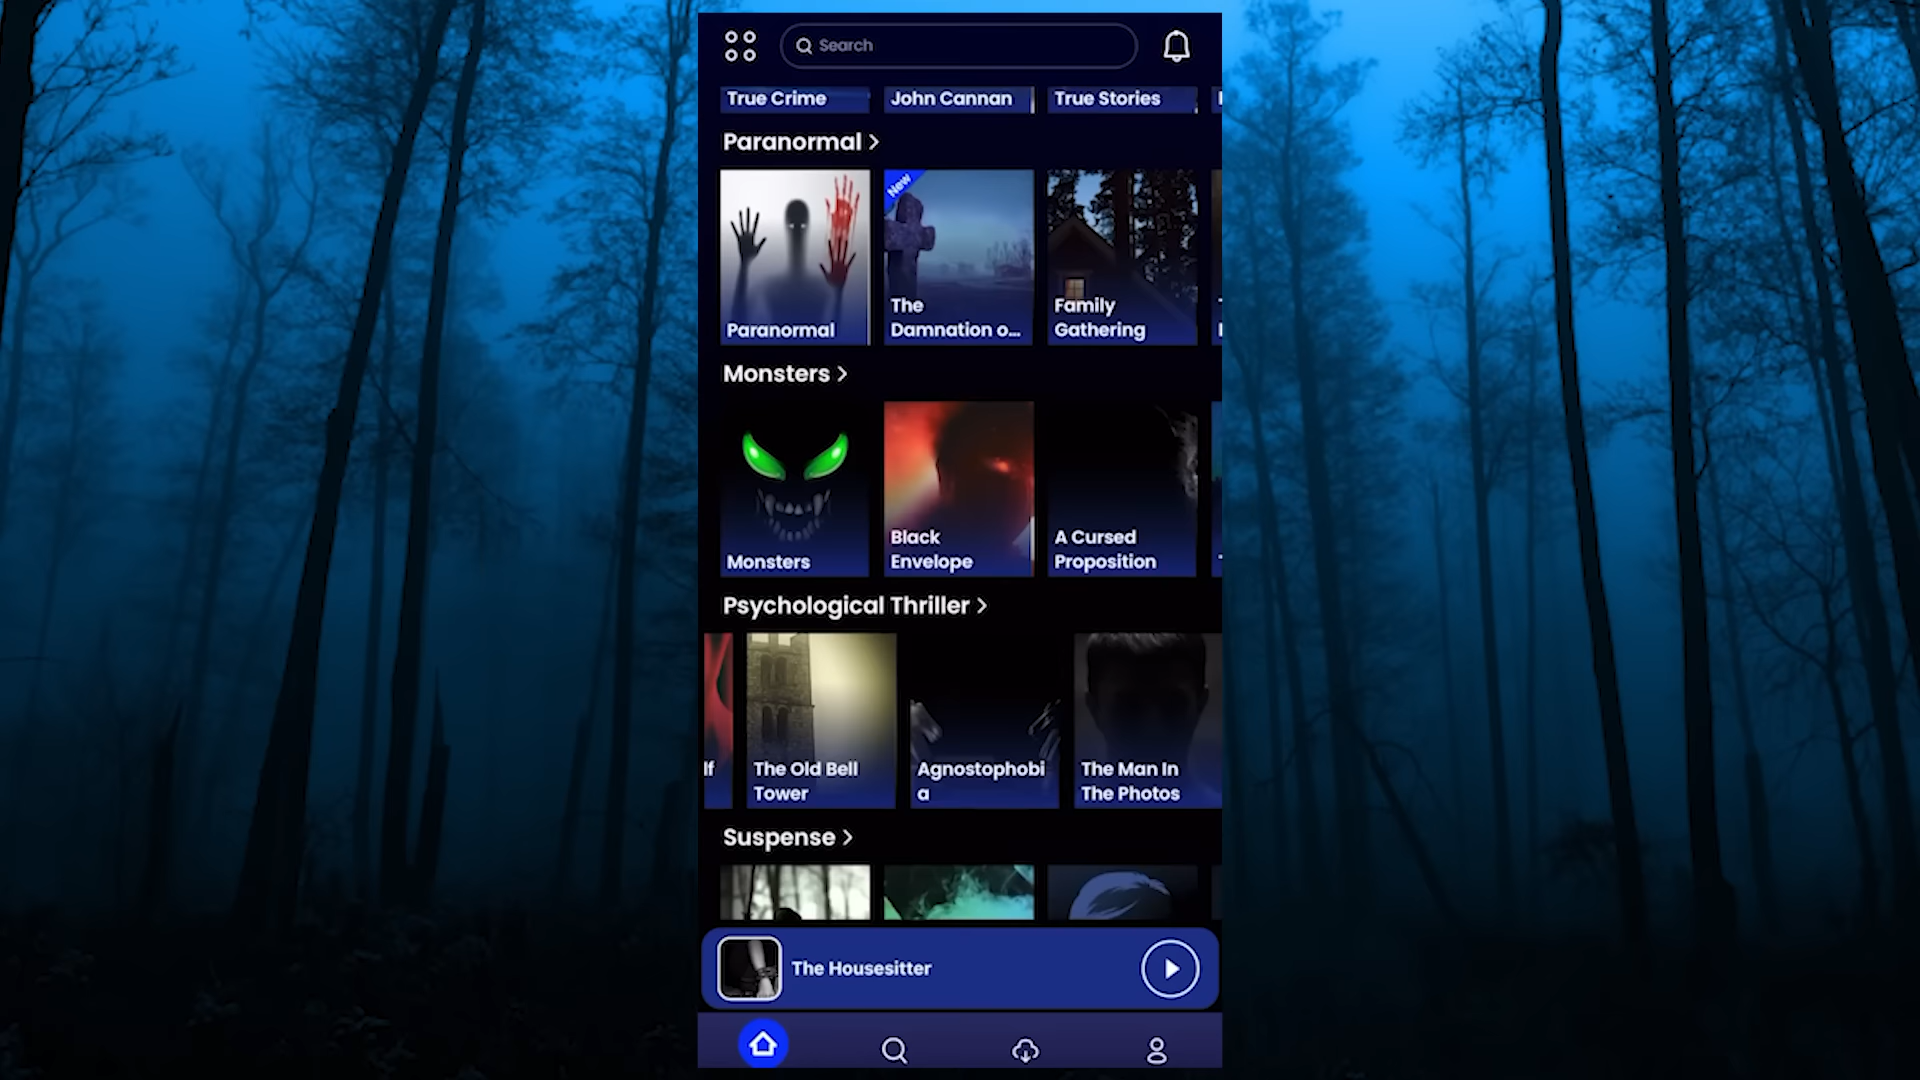 Search
True Crime
John Cannan
True Stories
Paranormal
New
Paranormal
The
Damnation o...
Family
Gathering
Monsters
Monsters
Black
Envelope
A Cursed
Proposition
Psychological Thriller
lf
The Old Bell
Tower
Agnostophobi
a
The Man In
The Photos
Suspense
The Housesitter